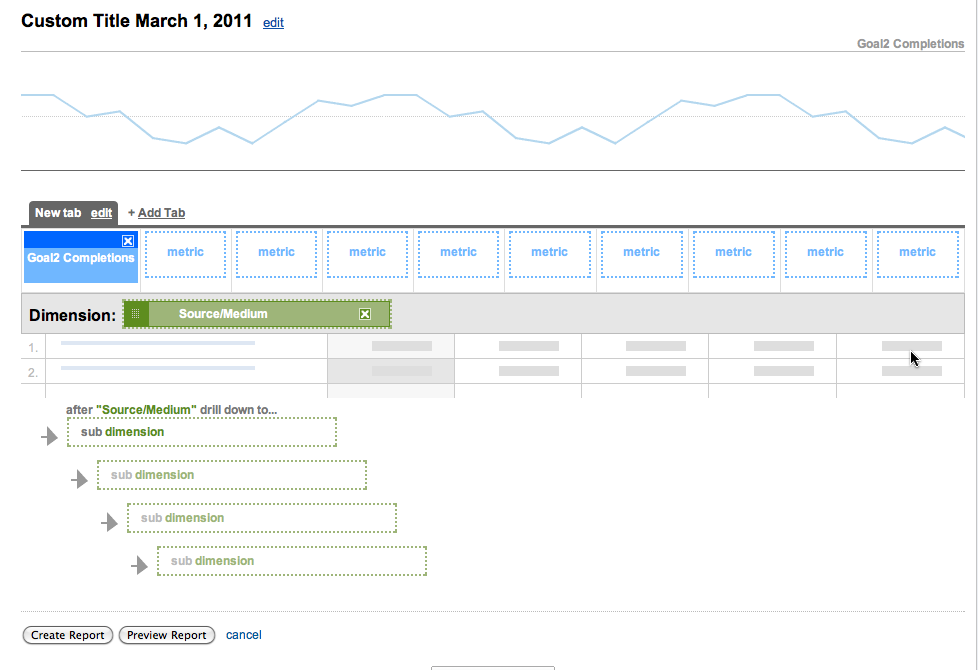 Custom Title March 1, 2011 edit
Goal2 Completions
New tab edit + Add Tab
Goal2 Completions metric metric metric metric metric metric metric metric metric
Dimension: Source/Medium
1.
2.
after "Source/Medium" drill down to...
sub dimension
sub dimension
sub dimension
sub dimension
Create Report Preview Report cancel